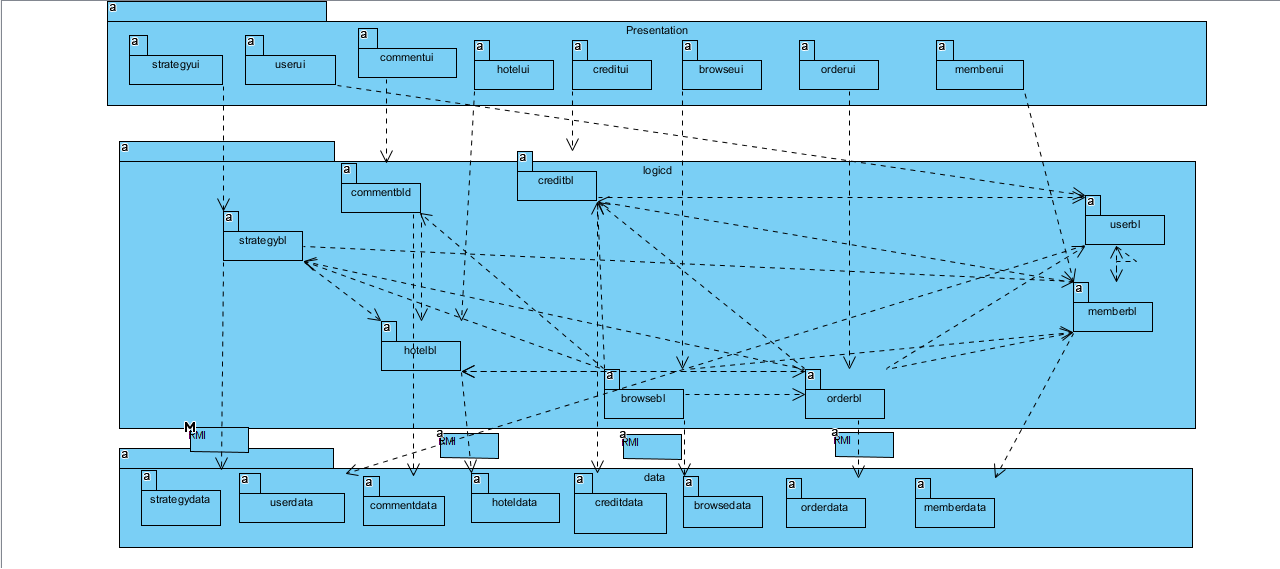 a
Presentation
a
strategyui
a
userui
a
commentui
a
hotelui
a
creditui
a
browseui
a
orderui
a
memberui
a
logicd
a
commentbld
a
creditbl
a
userbl
a
strategybl
a
memberbl
a
hotelbl
a
browsebl
a
orderbl
M
RMI
a
RMI
a
RMI
a
RMI
a
data
a
strategydata
a
userdata
a
commentdata
a
hoteldata
a
creditdata
a
browsedata
a
orderdata
a
memberdata